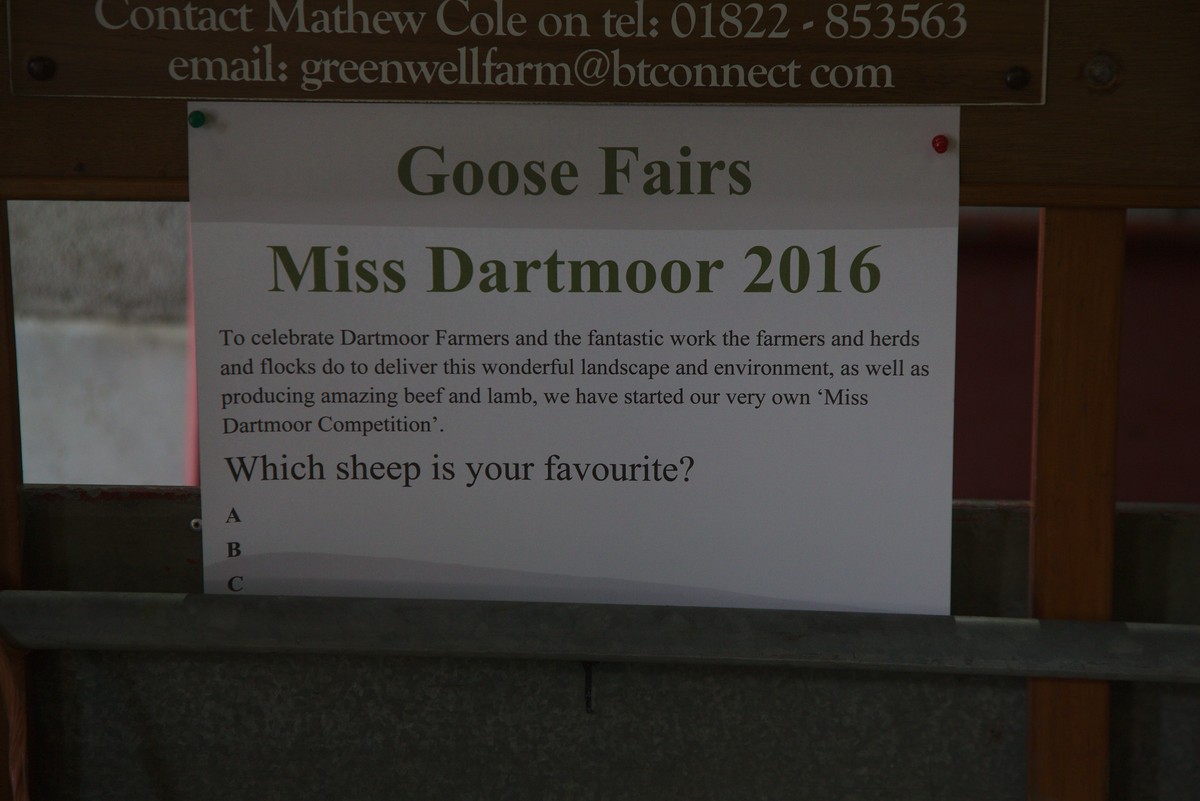 Contact Mathew Cole on tel: 01822 - 853563
email: greenwellfarm@btconnect com
Goose Fairs
Miss Dartmoor 2016
To celebrate Dartmoor Farmers and the fantastic work the farmers and herds
and flocks do to deliver this wonderful landscape and environment, as well as
producing amazing beef and lamb, we have started our very own ‘Miss
Dartmoor Competition’.
Which sheep is your favourite?
A
B
C